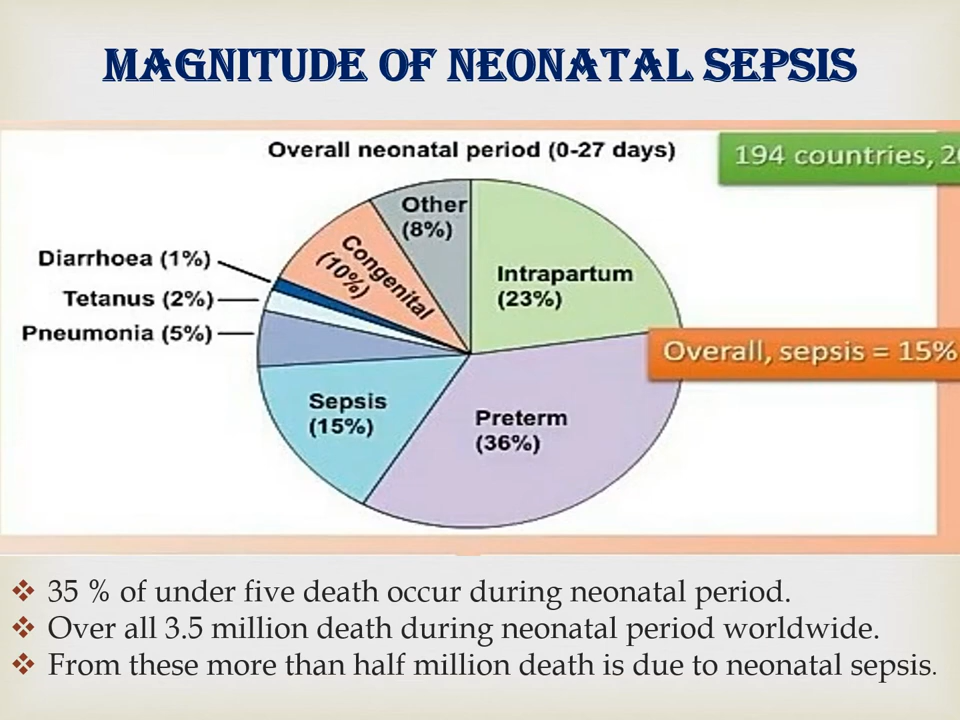 MAGNITUDE OF NEONATAL SEPSIS
Overall neonatal period (0-27 days)
194 countries,
Other
(8%)
Congenital
(10%)
Diarrhoea (1%)
Tetanus (2%)
Pneumonia (5%)
Intrapartum
(23%)
Overall, sepsis = 15%
Sepsis
(15%)
Preterm
(36%)
❖ 35 % of under five death occur during neonatal period.
❖ Over all 3.5 million death during neonatal period worldwide.
❖ From these more than half million death is due to neonatal sepsis.